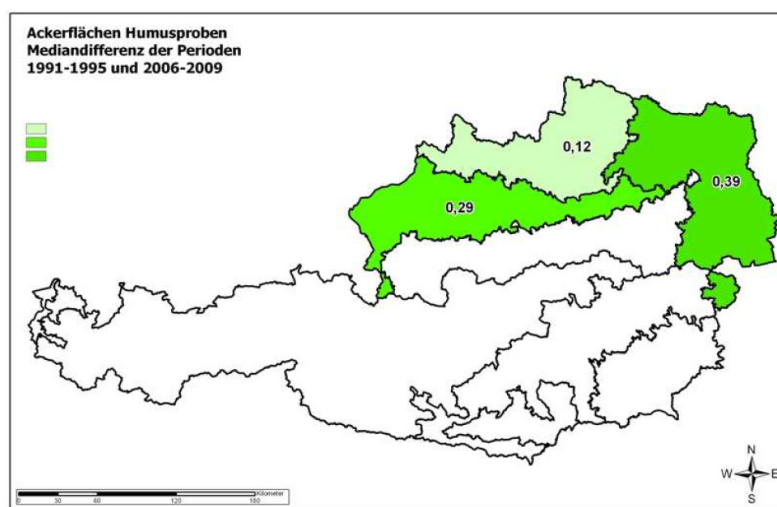 Ackerflächen Humusproben
Mediandifferenz der Perioden
1991-1995 und 2006-2009
0,12
0,39
0,29
N
W E
S
Kilometer
0 30 60 120 180